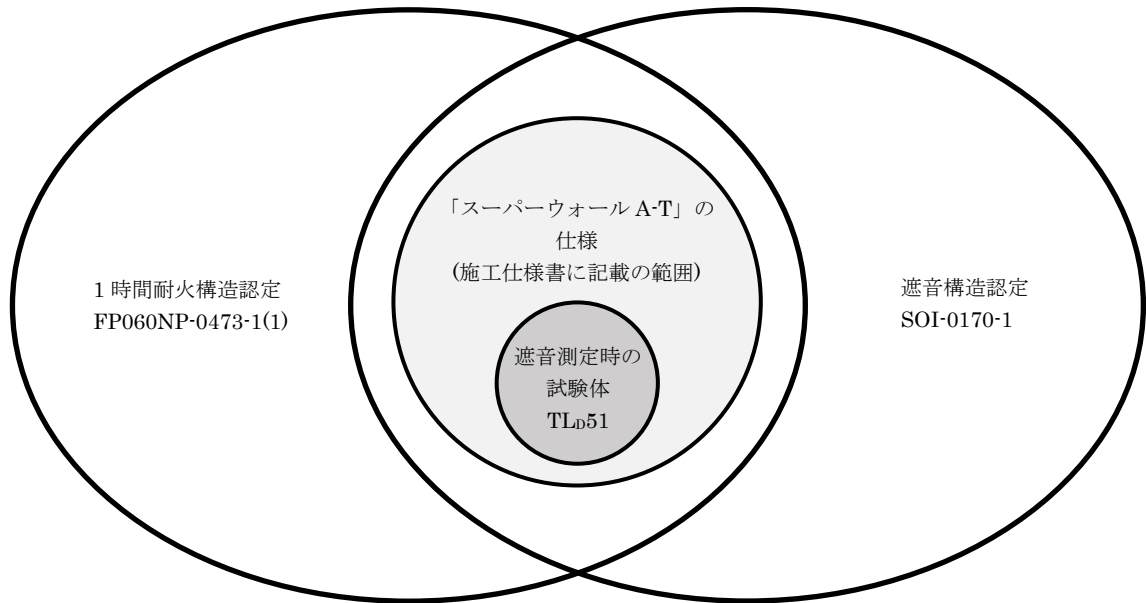 「スーパーウォール A-T」の
仕様
(施工仕様書に記載の範囲)
1 時間耐火構造認定
FP060NP-0473-1(1)
遮音構造認定
SOI-0170-1
遮音測定時の
試験体
TLD51